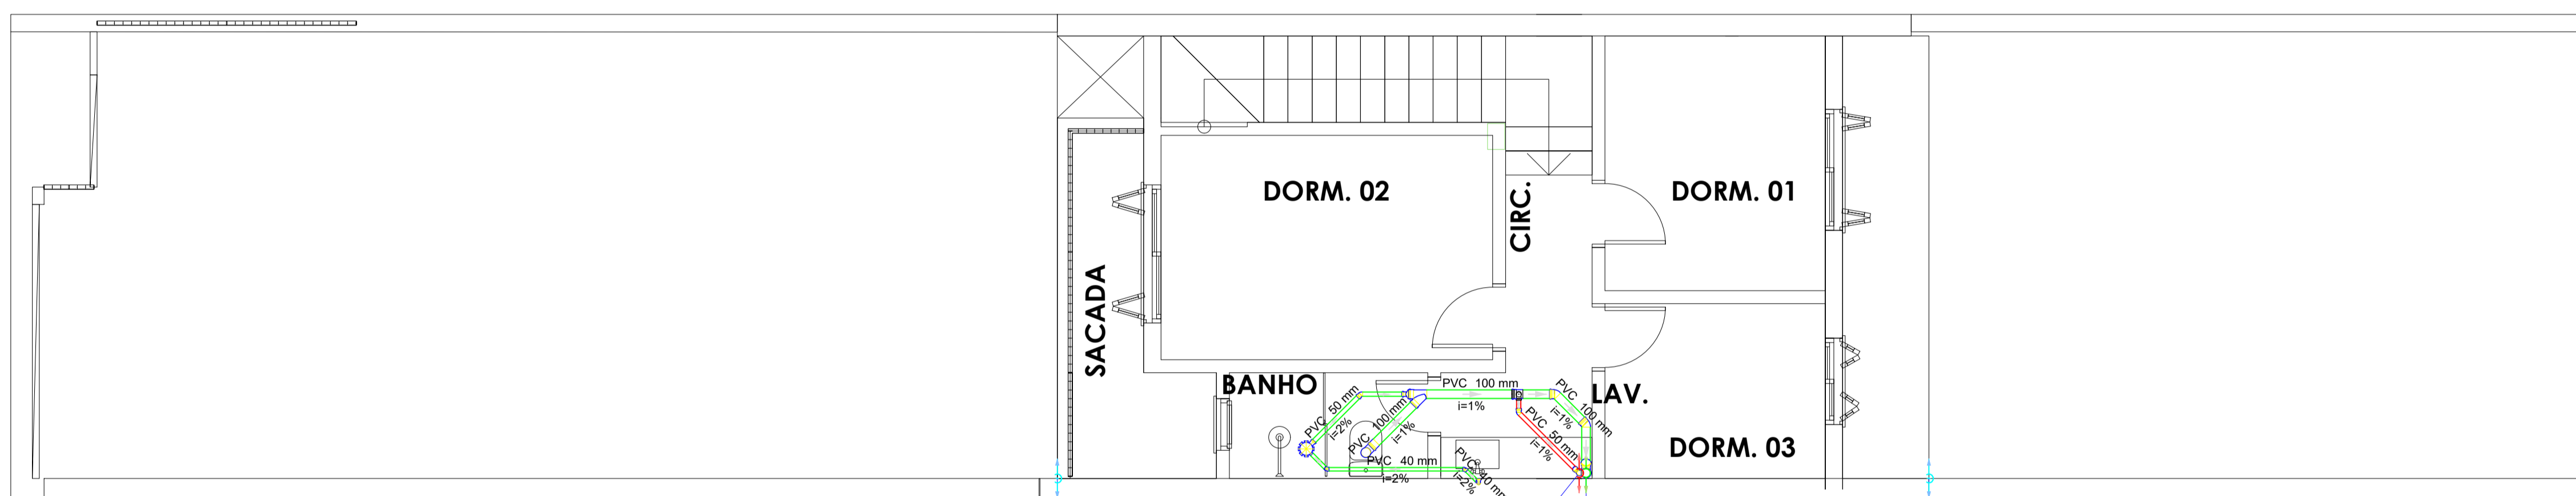 DORM. 02
DORM. 01
CIRC.
SACADA
BANHO
LAV.
DORM. 03
PVC 50 mm
i=2%
PVC 100 mm
i=1%
PVC 100 mm
i=1%
PVC 100 mm
i=1%
PVC 50 mm
i=1%
PVC 40 mm
i=2%
PVC 40 mm
i=2%